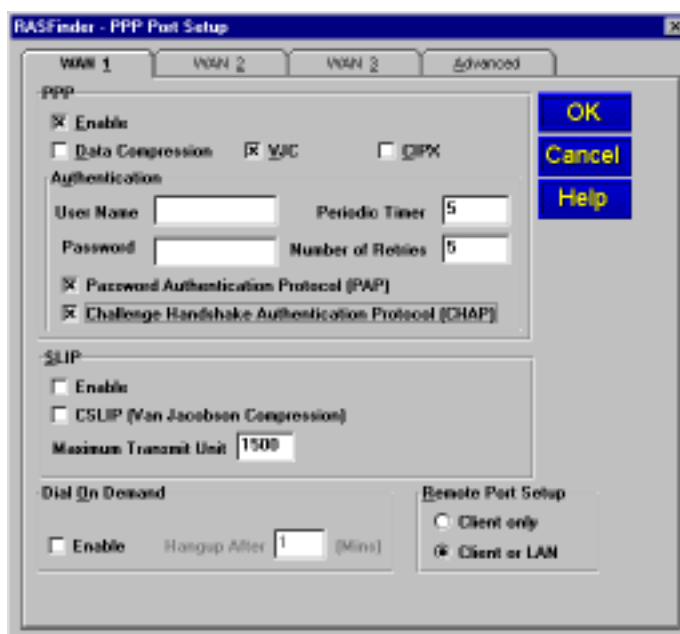 RASFinder - PPP Port Setup
WAN 1 WAN 2 WAN 3 Advanced
PPP
Enable
Data Compression VJC CIPX
Authentication
User Name Periodic Timer 5
Password Number of Retries 5
Password Authentication Protocol (PAP)
Challenge Handshake Authentication Protocol (CHAP)
OK
Cancel
Help
SLIP
Enable
CSLIP (Van Jacobson Compression)
Maximum Transmit Unit 1500
Dial On Demand
Enable Hangup After 1 (Mins)
Remote Port Setup
Client only
Client or LAN